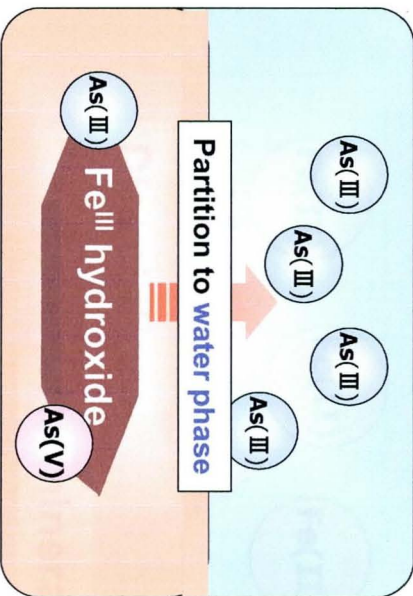 As(Ⅲ)
As(Ⅲ)
As(Ⅲ)
As(Ⅲ)
Partition to water phase
As(Ⅲ)
Fe^III hydroxide
As(V)